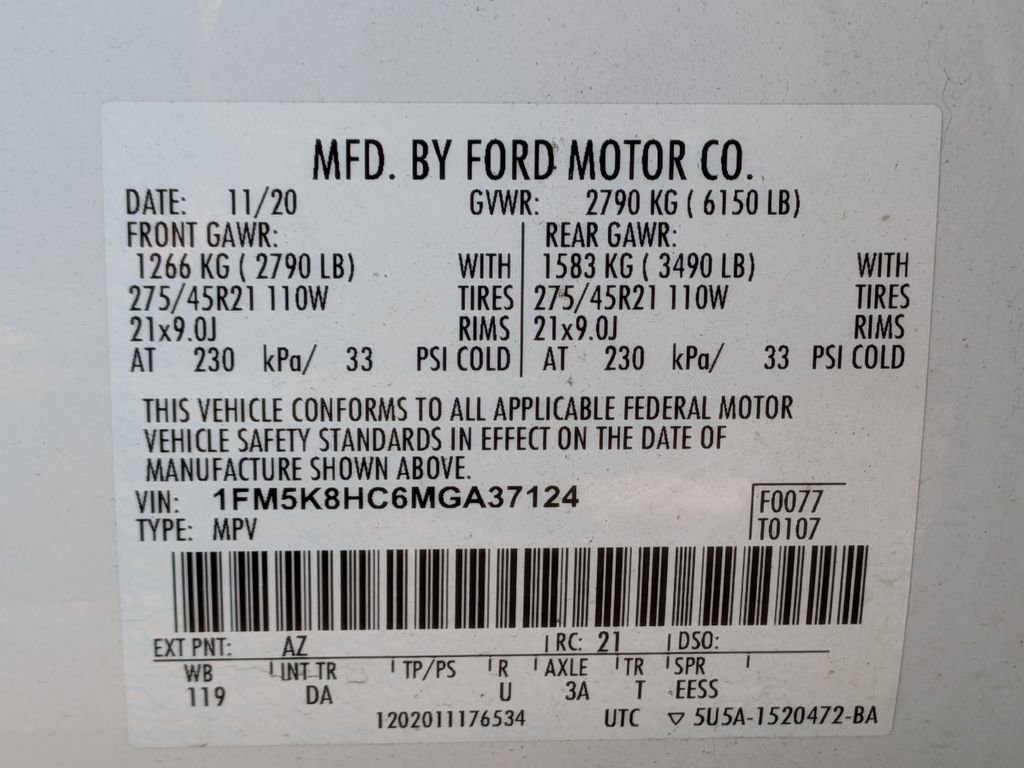 MFD. BY FORD MOTOR CO.
DATE: 11/20 GVWR: 2790 KG ( 6150 LB)
FRONT GAWR: REAR GAWR:
1266 KG ( 2790 LB) WITH 1583 KG ( 3490 LB) WITH
275/45R21 110W TIRES 275/45R21 110W TIRES
21x9.0J RIMS 21x9.0J RIMS
AT 230 kPa/ 33 PSI COLD AT 230 kPa/ 33 PSI COLD
THIS VEHICLE CONFORMS TO ALL APPLICABLE FEDERAL MOTOR
VEHICLE SAFETY STANDARDS IN EFFECT ON THE DATE OF
MANUFACTURE SHOWN ABOVE.
VIN: 1FM5K8HC6MGA37124 F0077
TYPE: MPV T0107
EXT PNT: AZ RC: 21 DSO:
WB INT TR TP/PS R AXLE TR SPR
119 DA U 3A T EESS
1202011176534 UTC ▽ 5U5A-1520472-BA